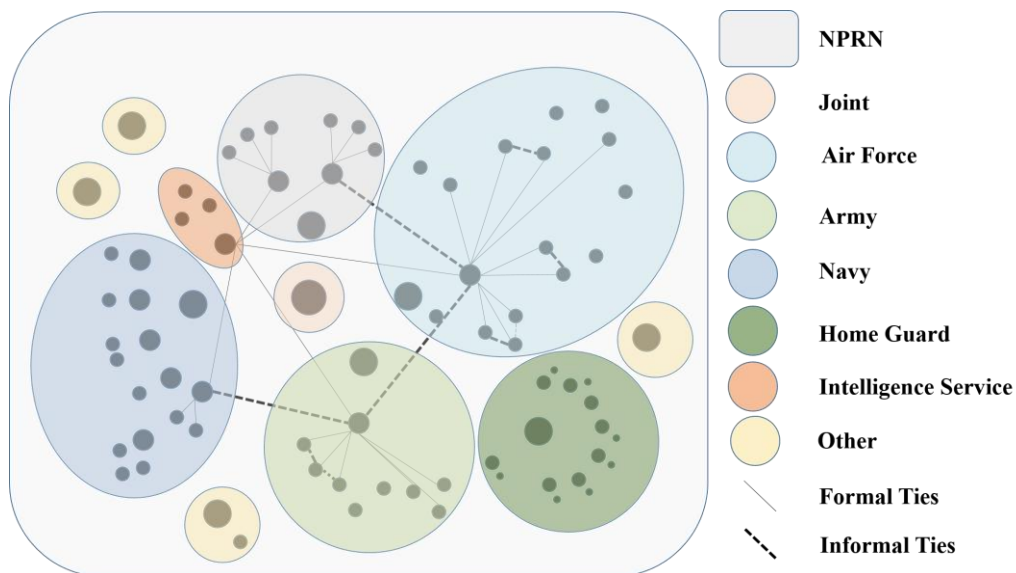 NPRN
Joint
Air Force
Army
Navy
Home Guard
Intelligence Service
Other
Formal Ties
Informal Ties